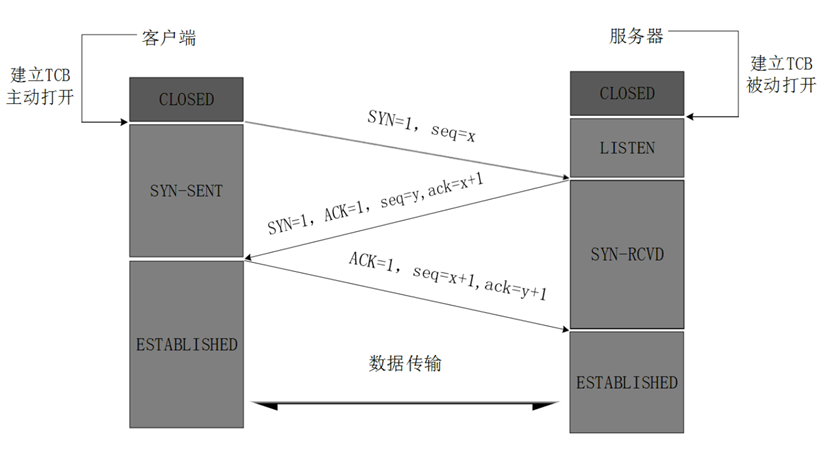 客户端
服务器
建立TCB
主动打开
建立TCB
被动打开
CLOSED
CLOSED
SYN=1, seq=x
LISTEN
SYN-SENT
SYN=1, ACK=1, seq=y,ack=x+1
SYN-RCVD
ACK=1, seq=x+1,ack=y+1
ESTABLISHED
数据传输
ESTABLISHED